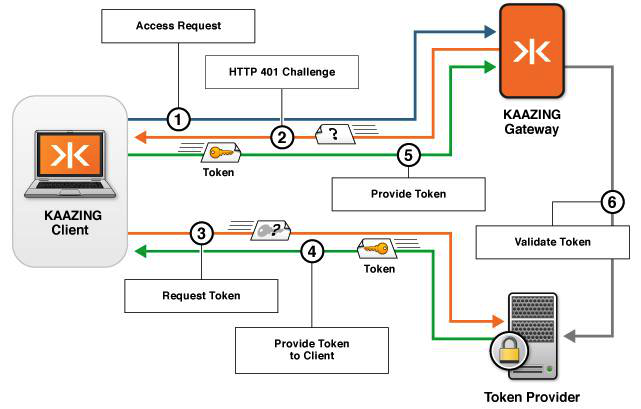 Access Request
HTTP 401 Challenge
KAAZING
Gateway
1
2
?
5
Token
Provide Token
KAAZING
Client
6
Validate Token
3
?
4
Token
Request Token
Provide Token
to Client
Token Provider